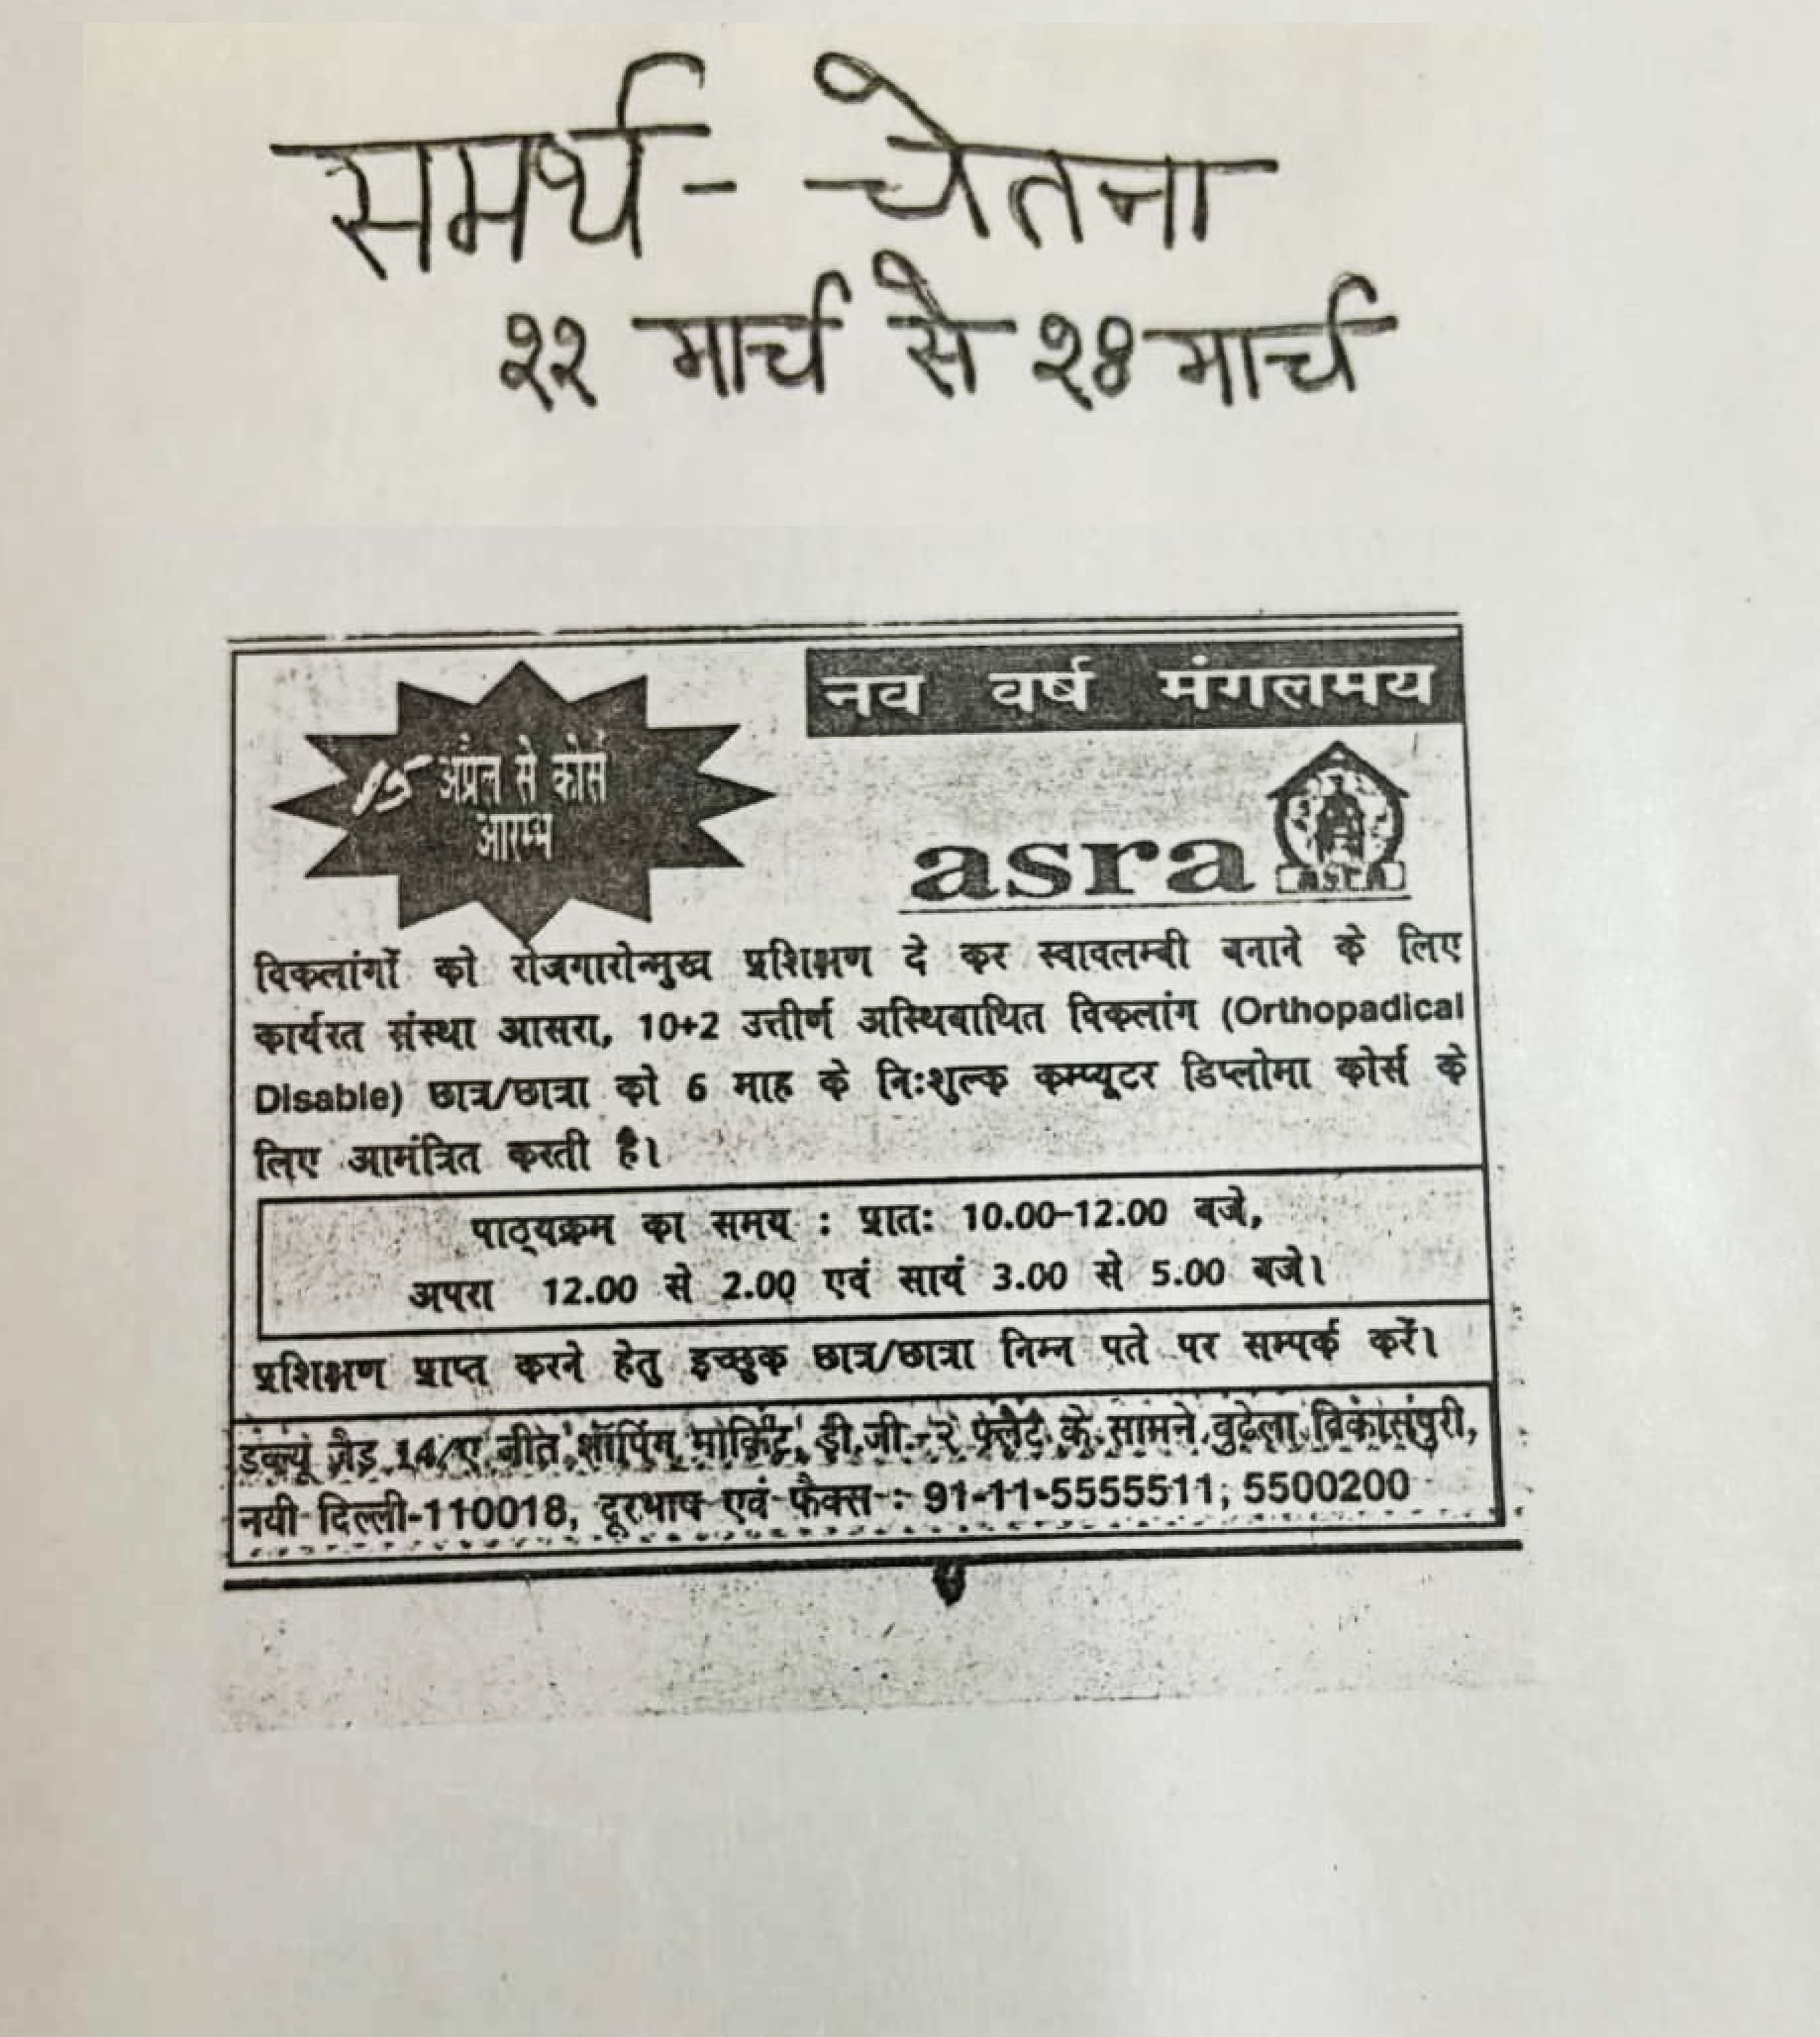 समर्थ - चेतना
२२ मार्च से २४ मार्च
नव वर्ष मंगलमय
15 अप्रैल से कोर्स
आरम्भ
asra
ASRA
विकलांगों को रोजगारोन्मुख प्रशिक्षण दे कर स्वावलम्बी बनाने के लिए
कार्यरत संस्था आसरा, 10+2 उत्तीर्ण अस्थिबाधित विकलांग (Orthopadical
Disable) छात्र/छात्रा को 6 माह के निःशुल्क कम्प्यूटर डिप्लोमा कोर्स के
लिए आमंत्रित करती है।
पाठ्यक्रम का समय : प्रातः 10.00-12.00 बजे,
अपरा 12.00 से 2.00 एवं सायं 3.00 से 5.00 बजे।
प्रशिक्षण प्राप्त करने हेतु इच्छुक छात्र/छात्रा निम्न पते पर सम्पर्क करें।
डब्ल्यू जैड 14/ए जीत शॉपिंग मार्किट, डी.जी.-२ फ्लैट के सामने बुढेला विकासपुरी,
नयी दिल्ली-110018, दूरभाष एवं फैक्स : 91-11-5555511, 5500200